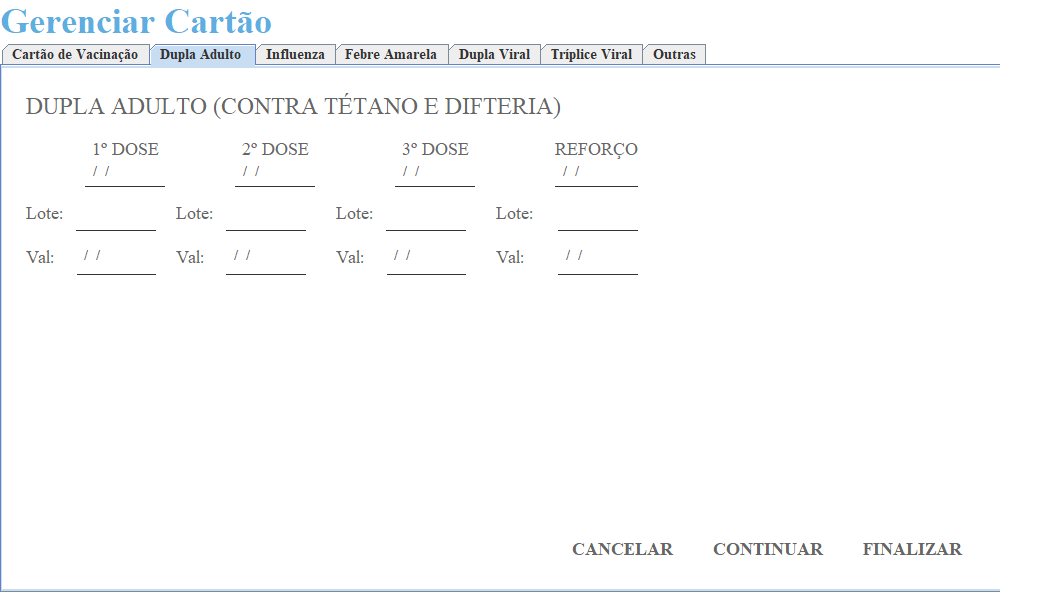 Gerenciar Cartão
Cartão de Vacinação Dupla Adulto Influenza Febre Amarela Dupla Viral Tríplice Viral Outras
DUPLA ADULTO (CONTRA TÉTANO E DIFTERIA)
1º DOSE 2º DOSE 3º DOSE REFORÇO
/ / / / / / / /
Lote: Lote: Lote: Lote:
Val: / / Val: / / Val: / / Val: / /
CANCELAR CONTINUAR FINALIZAR